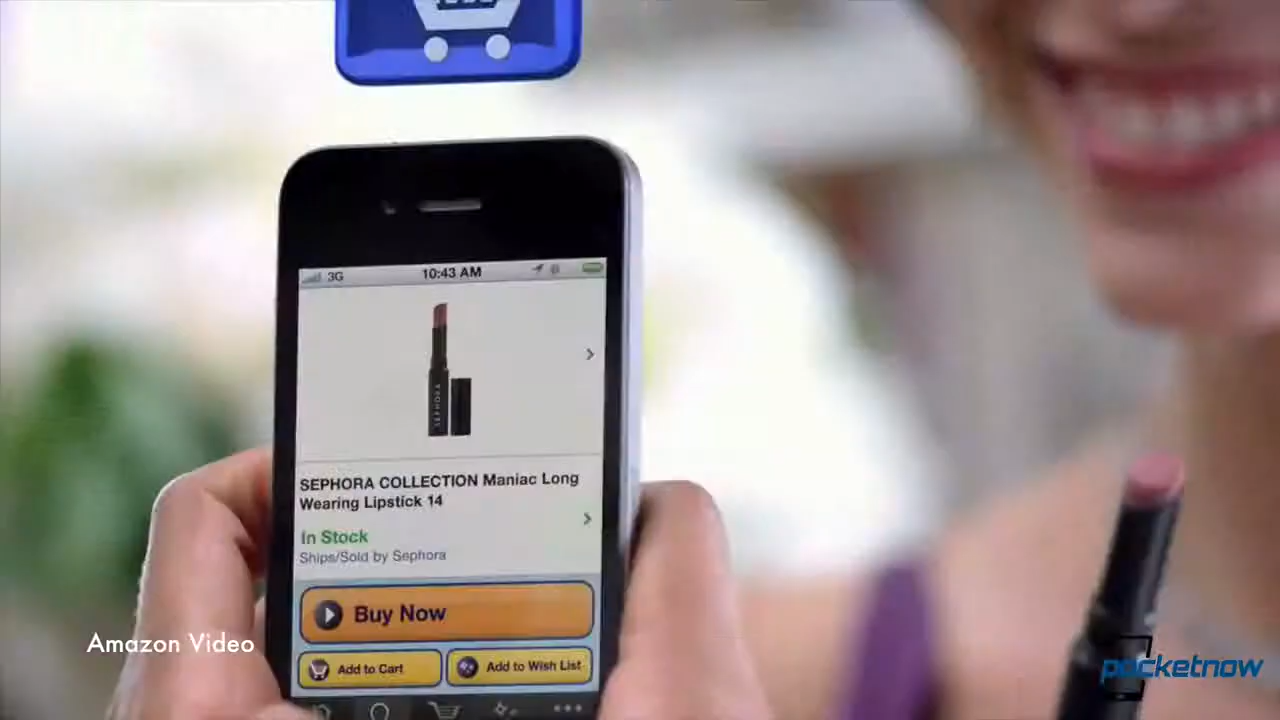 3G
10:43 AM
SEPHORA
SEPHORA COLLECTION Maniac Long
Wearing Lipstick 14
In Stock
Ships/Sold by Sephora
Buy Now
Add to Cart
Add to Wish List
Amazon Video
pocketnow